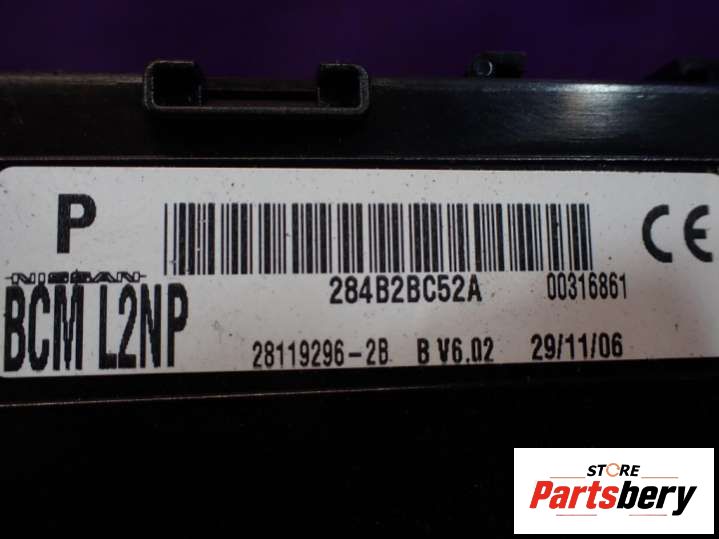 P
NISSAN
BCM L2NP
284B2BC52A 00316861
28119296-2B B V6.02 29/11/06
CE
STORE
Partsbery